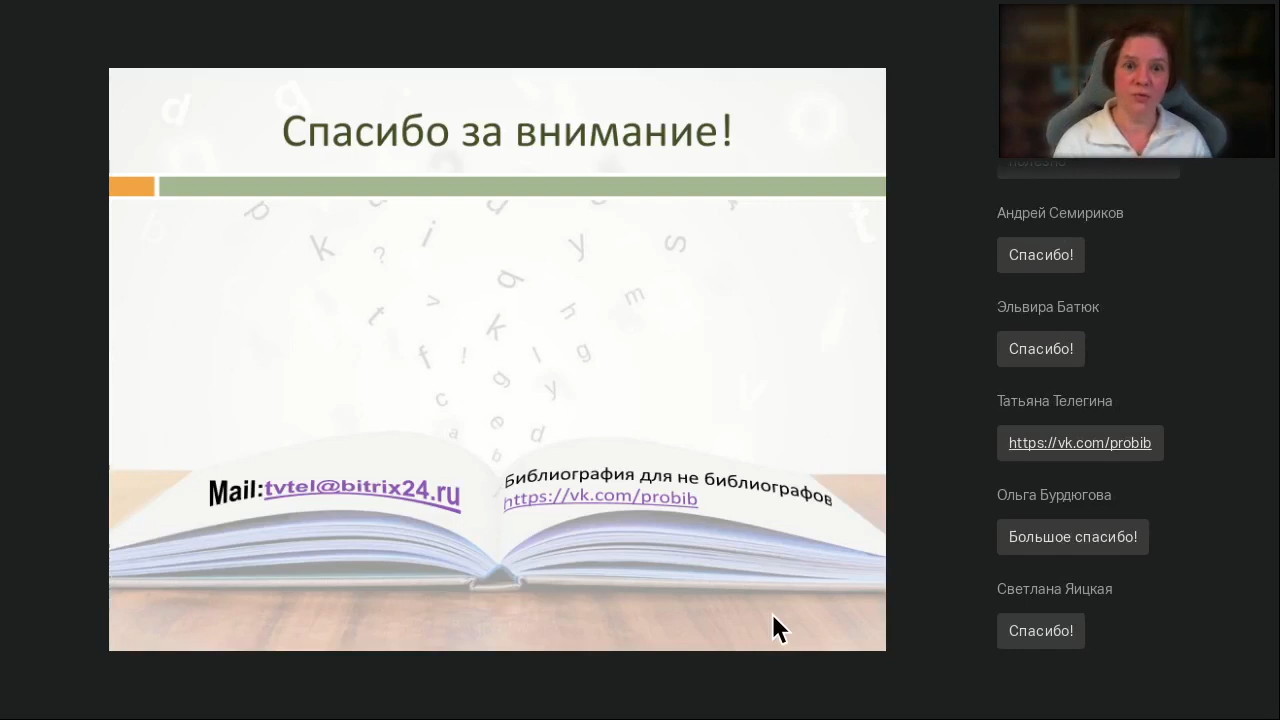 Спасибо за внимание!
Mail:tvtel@bitrix24.ru
Библиография для не библиографов
https://vk.com/probib
полезно
Андрей Семириков
Спасибо!
Эльвира Батюк
Спасибо!
Татьяна Телегина
https://vk.com/probib
Ольга Бурдюгова
Большое спасибо!
Светлана Яицкая
Спасибо!